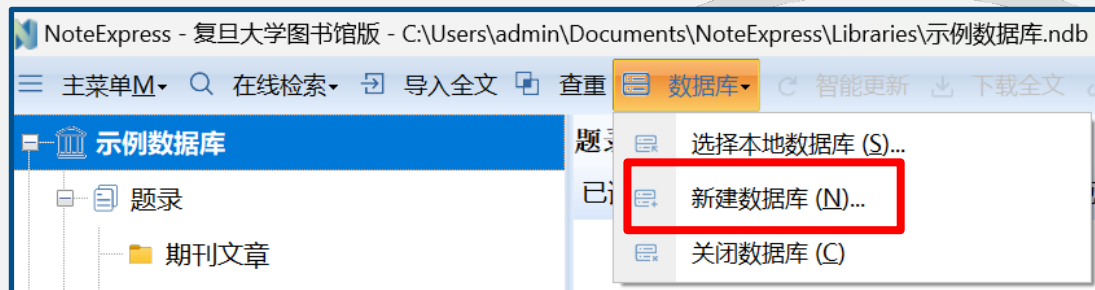 NoteExpress - 复旦大学图书馆版 - C:\Users\admin\Documents\NoteExpress\Libraries\示例数据库.ndb
主菜单M 在线检索 导入全文 查重 数据库 智能更新 下载全文
示例数据库
题录
期刊文章
选择本地数据库 (S)...
新建数据库 (N)...
关闭数据库 (C)